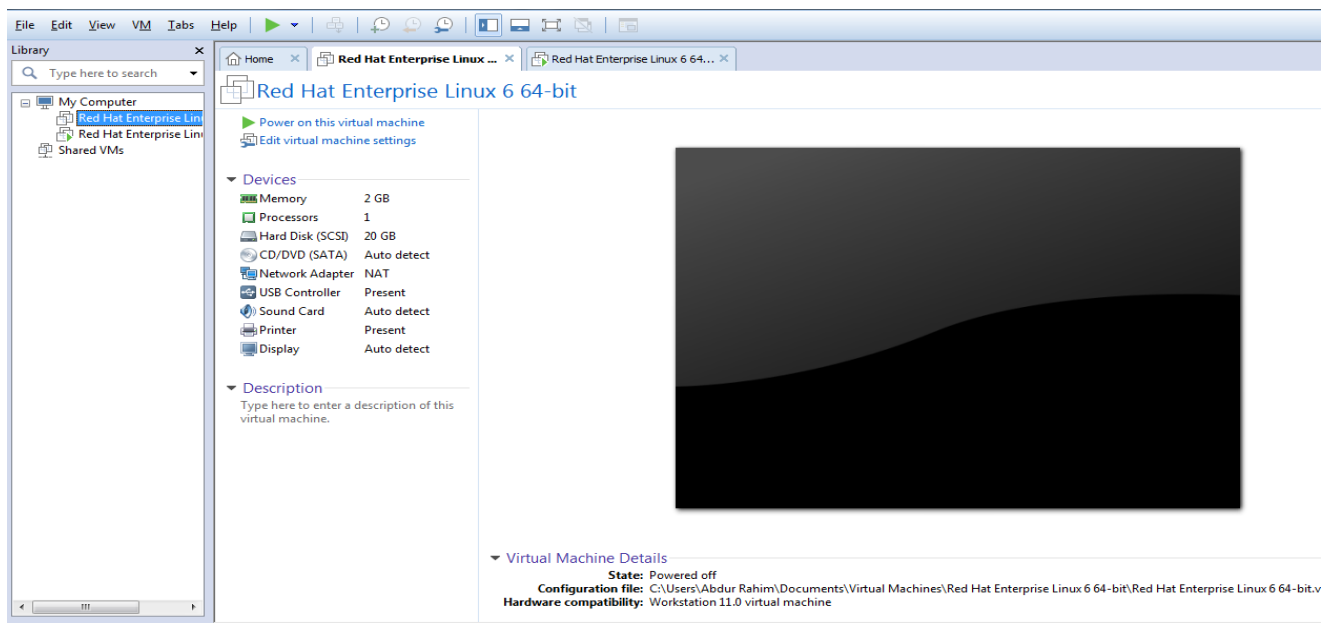 File Edit View VM Tabs Help
Library
Type here to search
My Computer
Red Hat Enterprise Lin
Red Hat Enterprise Lin
Shared VMs
Home Red Hat Enterprise Linux ... Red Hat Enterprise Linux 6 64...
Red Hat Enterprise Linux 6 64-bit
Power on this virtual machine
Edit virtual machine settings
Devices
Memory 2 GB
Processors 1
Hard Disk (SCSI) 20 GB
CD/DVD (SATA) Auto detect
Network Adapter NAT
USB Controller Present
Sound Card Auto detect
Printer Present
Display Auto detect
Description
Type here to enter a description of this
virtual machine.
Virtual Machine Details
State: Powered off
Configuration file: C:\Users\Abdur Rahim\Documents\Virtual Machines\Red Hat Enterprise Linux 6 64-bit\Red Hat Enterprise Linux 6 64-bit.v
Hardware compatibility: Workstation 11.0 virtual machine